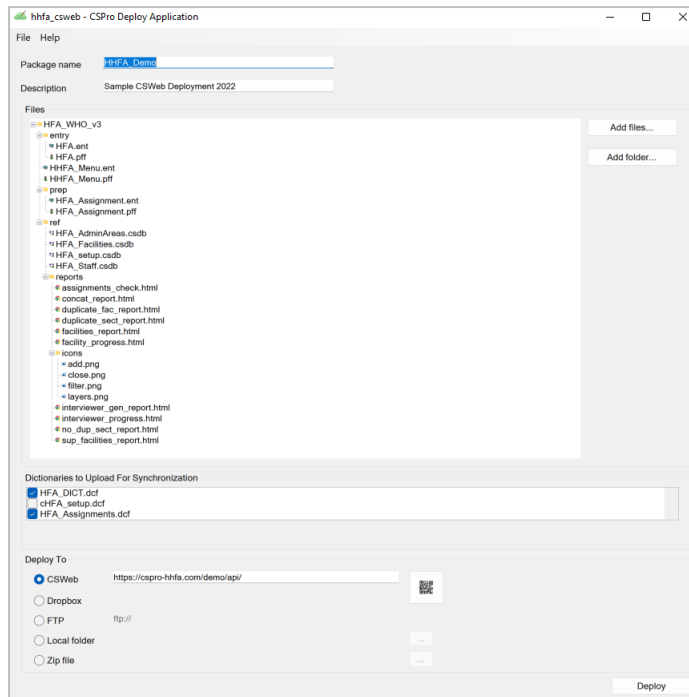 hhfa_csweb - CSPro Deploy Application
File Help
Package name HHFA_Demo
Description Sample CSWeb Deployment 2022
Files
HFA_WHO_v3
entry
HFA.ent
HFA.pff
HHFA_Menu.ent
HHFA_Menu.pff
prep
HFA_Assignment.ent
HFA_Assignment.pff
ref
HFA_AdminAreas.csdb
HFA_Facilities.csdb
HFA_setup.csdb
HFA_Staff.csdb
reports
assignments_check.html
concat_report.html
duplicate_fac_report.html
duplicate_sect_report.html
facilities_report.html
facility_progress.html
icons
add.png
close.png
filter.png
layers.png
interviewer_gen_report.html
interviewer_progress.html
no_dup_sect_report.html
sup_facilities_report.html
Add files...
Add folder...
Dictionaries to Upload For Synchronization
HFA_DICT.dcf
cHFA_setup.dcf
HFA_Assignments.dcf
Deploy To
CSWeb https://cspro-hhfa.com/demo/api/
Dropbox
FTP ftp://
Local folder ...
Zip file ...
Deploy